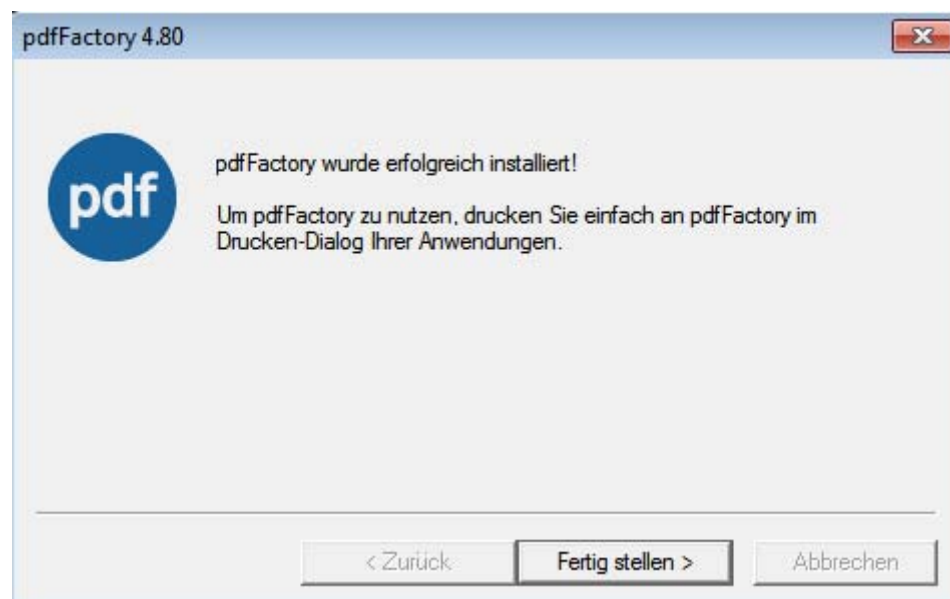 pdfFactory 4.80
pdf
pdfFactory wurde erfolgreich installiert!
Um pdfFactory zu nutzen, drucken Sie einfach an pdfFactory im
Drucken-Dialog Ihrer Anwendungen.
< Zurück
Fertig stellen >
Abbrechen